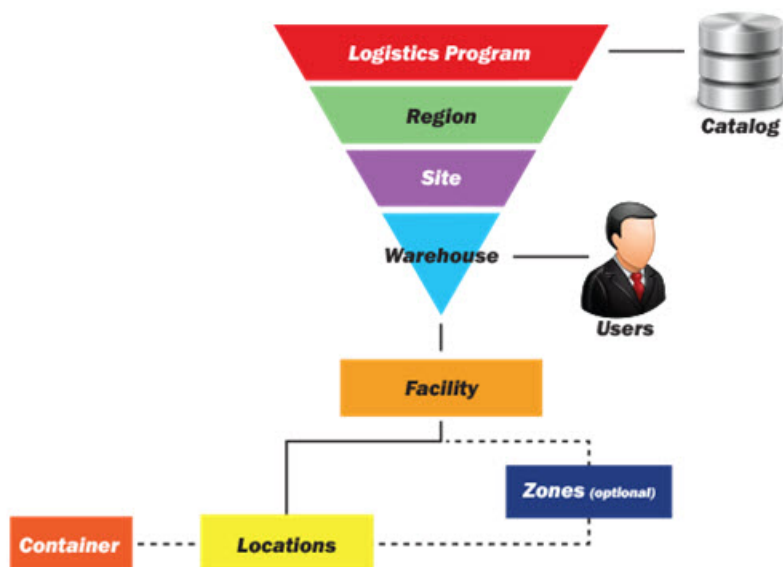 Logistics Program
Catalog
Region
Site
Warehouse
Users
Facility
Zones (optional)
Container
Locations